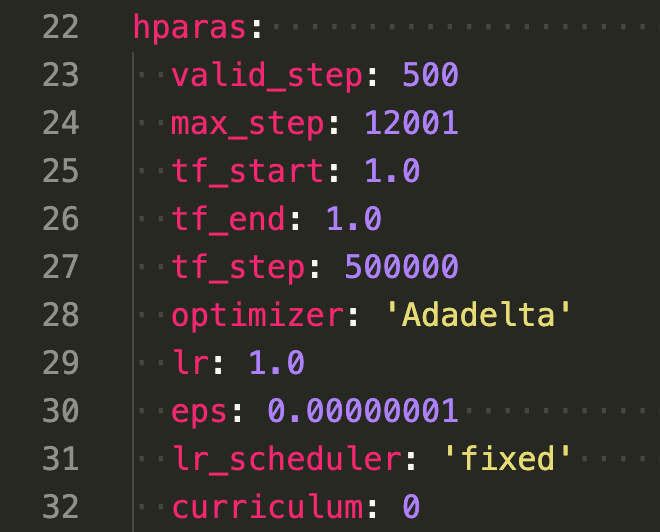 22 hparas:
23 valid_step: 500
24 max_step: 12001
25 tf_start: 1.0
26 tf_end: 1.0
27 tf_step: 500000
28 optimizer: 'Adadelta'
29 lr: 1.0
30 eps: 0.00000001
31 lr_scheduler: 'fixed'
32 curriculum: 0